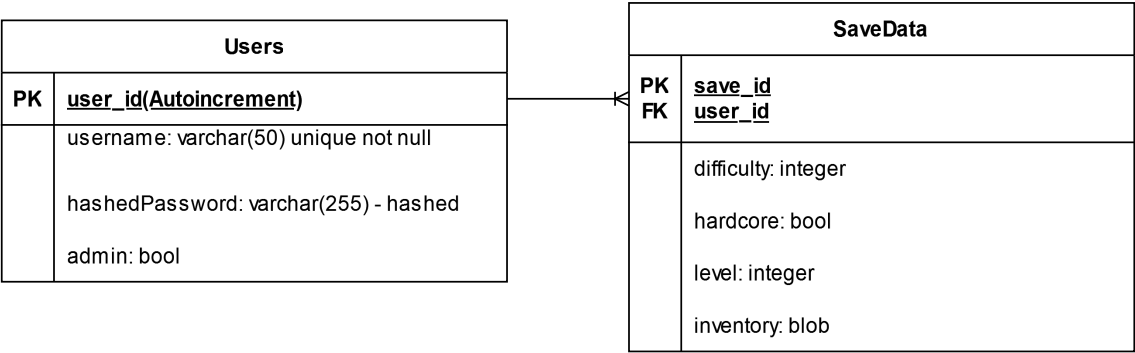 Users
PK
user_id(Autoincrement)
username: varchar(50) unique not null
hashedPassword: varchar(255) - hashed
admin: bool
SaveData
PK
save_id
FK
user_id
difficulty: integer
hardcore: bool
level: integer
inventory: blob